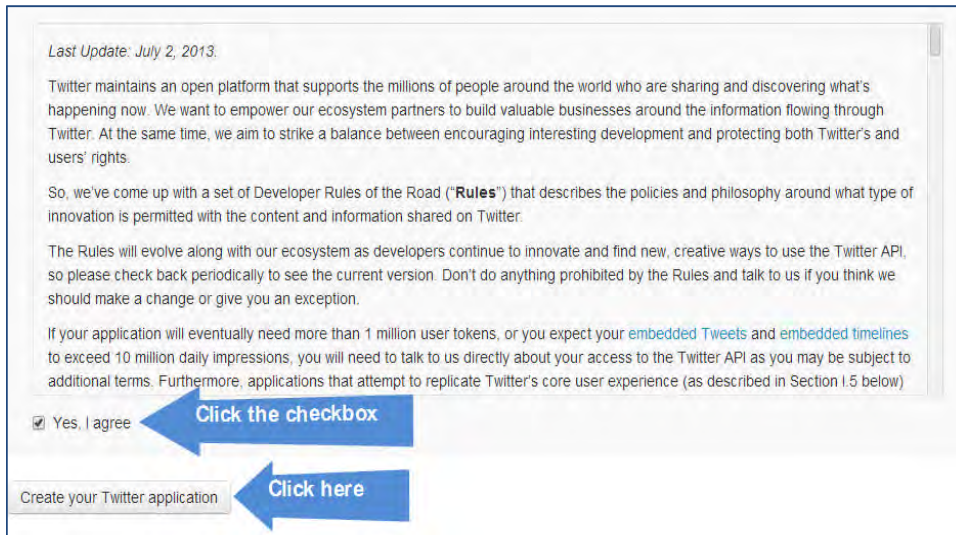 Last Update: July 2, 2013.
Twitter maintains an open platform that supports the millions of people around the world who are sharing and discovering what's
happening now. We want to empower our ecosystem partners to build valuable businesses around the information flowing through
Twitter. At the same time, we aim to strike a balance between encouraging interesting development and protecting both Twitter's and
users' rights.
So, we've come up with a set of Developer Rules of the Road ("Rules") that describes the policies and philosophy around what type of
innovation is permitted with the content and information shared on Twitter.
The Rules will evolve along with our ecosystem as developers continue to innovate and find new, creative ways to use the Twitter API,
so please check back periodically to see the current version. Don't do anything prohibited by the Rules and talk to us if you think we
should make a change or give you an exception.
If your application will eventually need more than 1 million user tokens, or you expect your embedded Tweets and embedded timelines
to exceed 10 million daily impressions, you will need to talk to us directly about your access to the Twitter API as you may be subject to
additional terms. Furthermore, applications that attempt to replicate Twitter's core user experience (as described in Section I.5 below)
Yes, I agree
Click the checkbox
Create your Twitter application
Click here